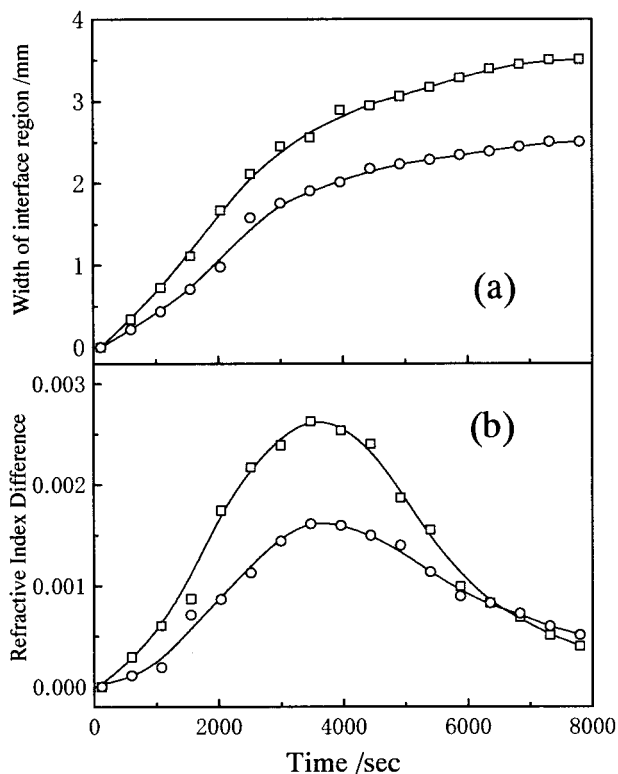 4
3
2
1
0
Width of interface region /mm
(a)
0.003
0.002
0.001
0.000
Refractive Index Difference
(b)
0 2000 4000 6000 8000
Time /sec